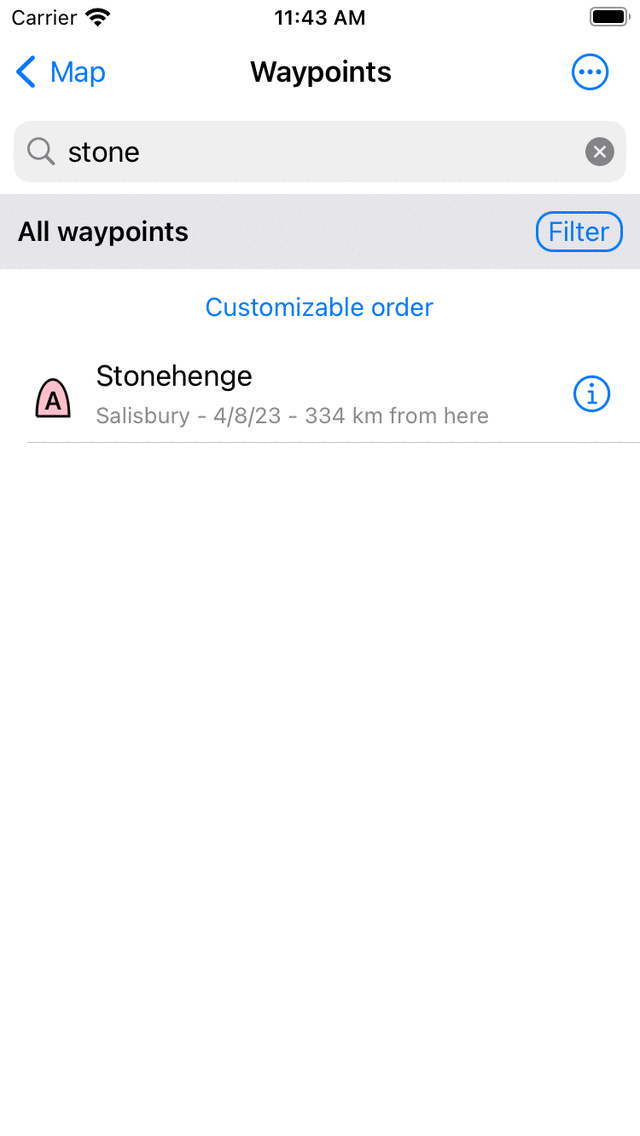 Carrier 11:43 AM
Map Waypoints
stone
All waypoints Filter
Customizable order
Stonehenge
A
Salisbury - 4/8/23 - 334 km from here